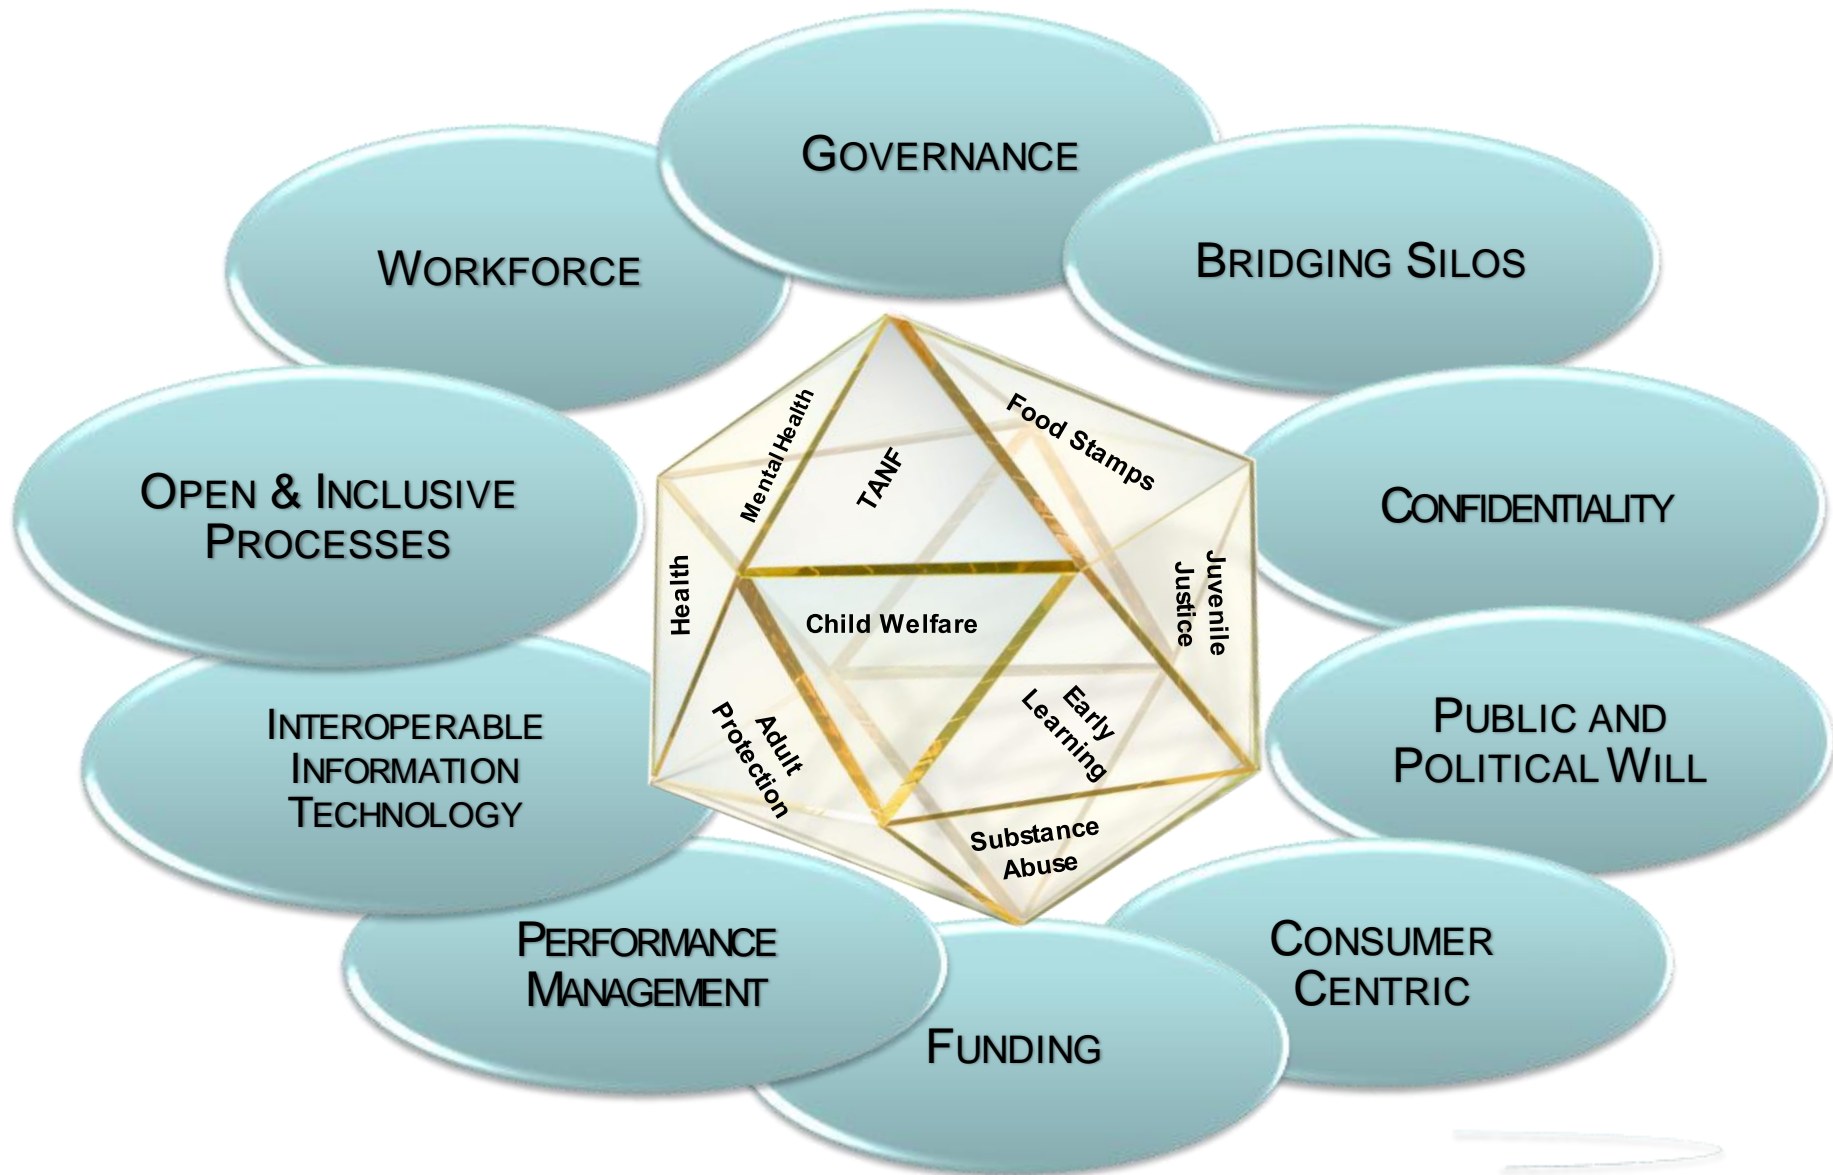 GOVERNANCE
WORKFORCE
BRIDGING SILOS
OPEN & INCLUSIVE
PROCESSES
CONFIDENTIALITY
INTEROPERABLE
INFORMATION
TECHNOLOGY
PUBLIC AND
POLITICAL WILL
PERFORMANCE
MANAGEMENT
CONSUMER
CENTRIC
FUNDING
Mental Health
TANF
Food Stamps
Health
Child Welfare
Juvenile
Justice
Adult
Protection
Early
Learning
Substance
Abuse